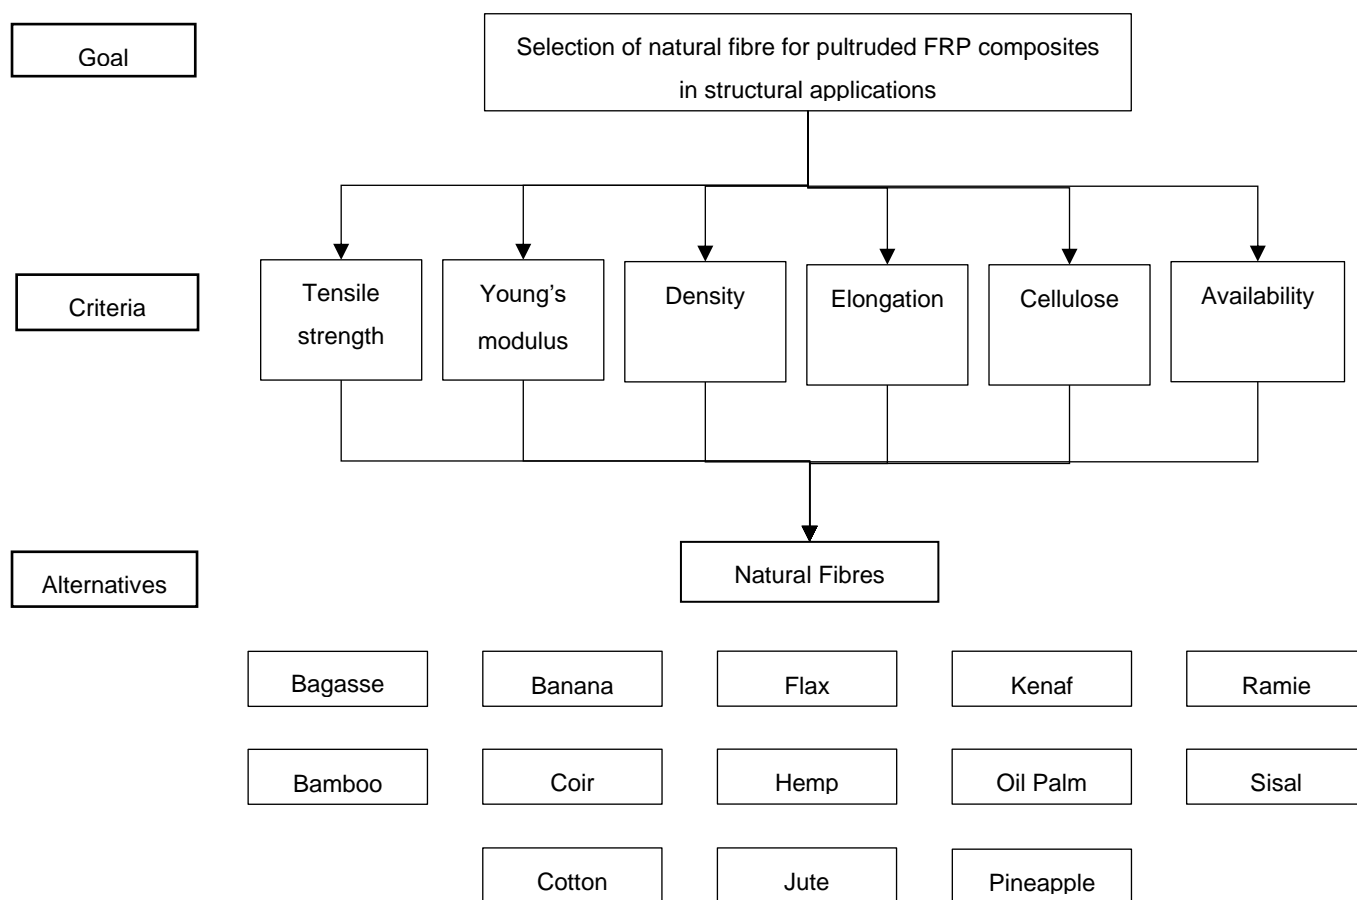 Goal
Selection of natural fibre for pultruded FRP composites
in structural applications
Criteria
Tensile
strength
Young's
modulus
Density
Elongation
Cellulose
Availability
Alternatives
Natural Fibres
Bagasse
Banana
Flax
Kenaf
Ramie
Bamboo
Coir
Hemp
Oil Palm
Sisal
Cotton
Jute
Pineapple